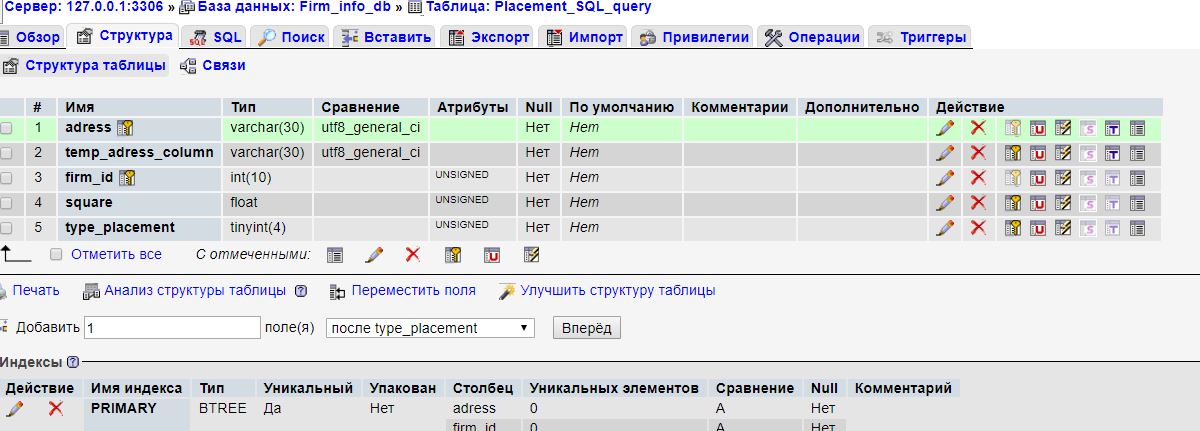 Сервер: 127.0.0.1:3306 » База данных: Firm_info_db » Таблица: Placement_SQL_query
Обзор Структура SQL Поиск Вставить Экспорт Импорт Привилегии Операции Триггеры
Структура таблицы Связи
# Имя Тип Сравнение Атрибуты Null По умолчанию Комментарии Дополнительно Действие
1 adress varchar(30) utf8_general_ci Нет Нет
2 temp_adress_column varchar(30) utf8_general_ci Нет Нет
3 firm_id int(10) UNSIGNED Нет Нет
4 square float UNSIGNED Нет Нет
5 type_placement tinyint(4) UNSIGNED Нет Нет
Отметить все С отмеченными:
Печать Анализ структуры таблицы Переместить поля Улучшить структуру таблицы
Добавить 1 поле(я) после type_placement Вперёд
Индексы
Действие Имя индекса Тип Уникальный Упакован Столбец Уникальных элементов Сравнение Null Комментарий
PRIMARY BTREE Да Нет adress 0 A Нет
firm_id 0 A Нет